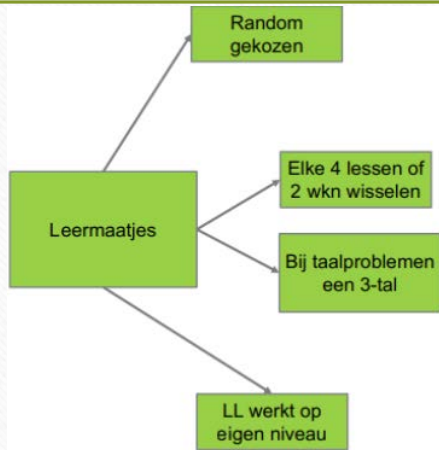 Random
gekozen
Elke 4 lessen of
2 wkn wisselen
Leermaatjes
Bij taalproblemen
een 3-tal
LL werkt op
eigen niveau